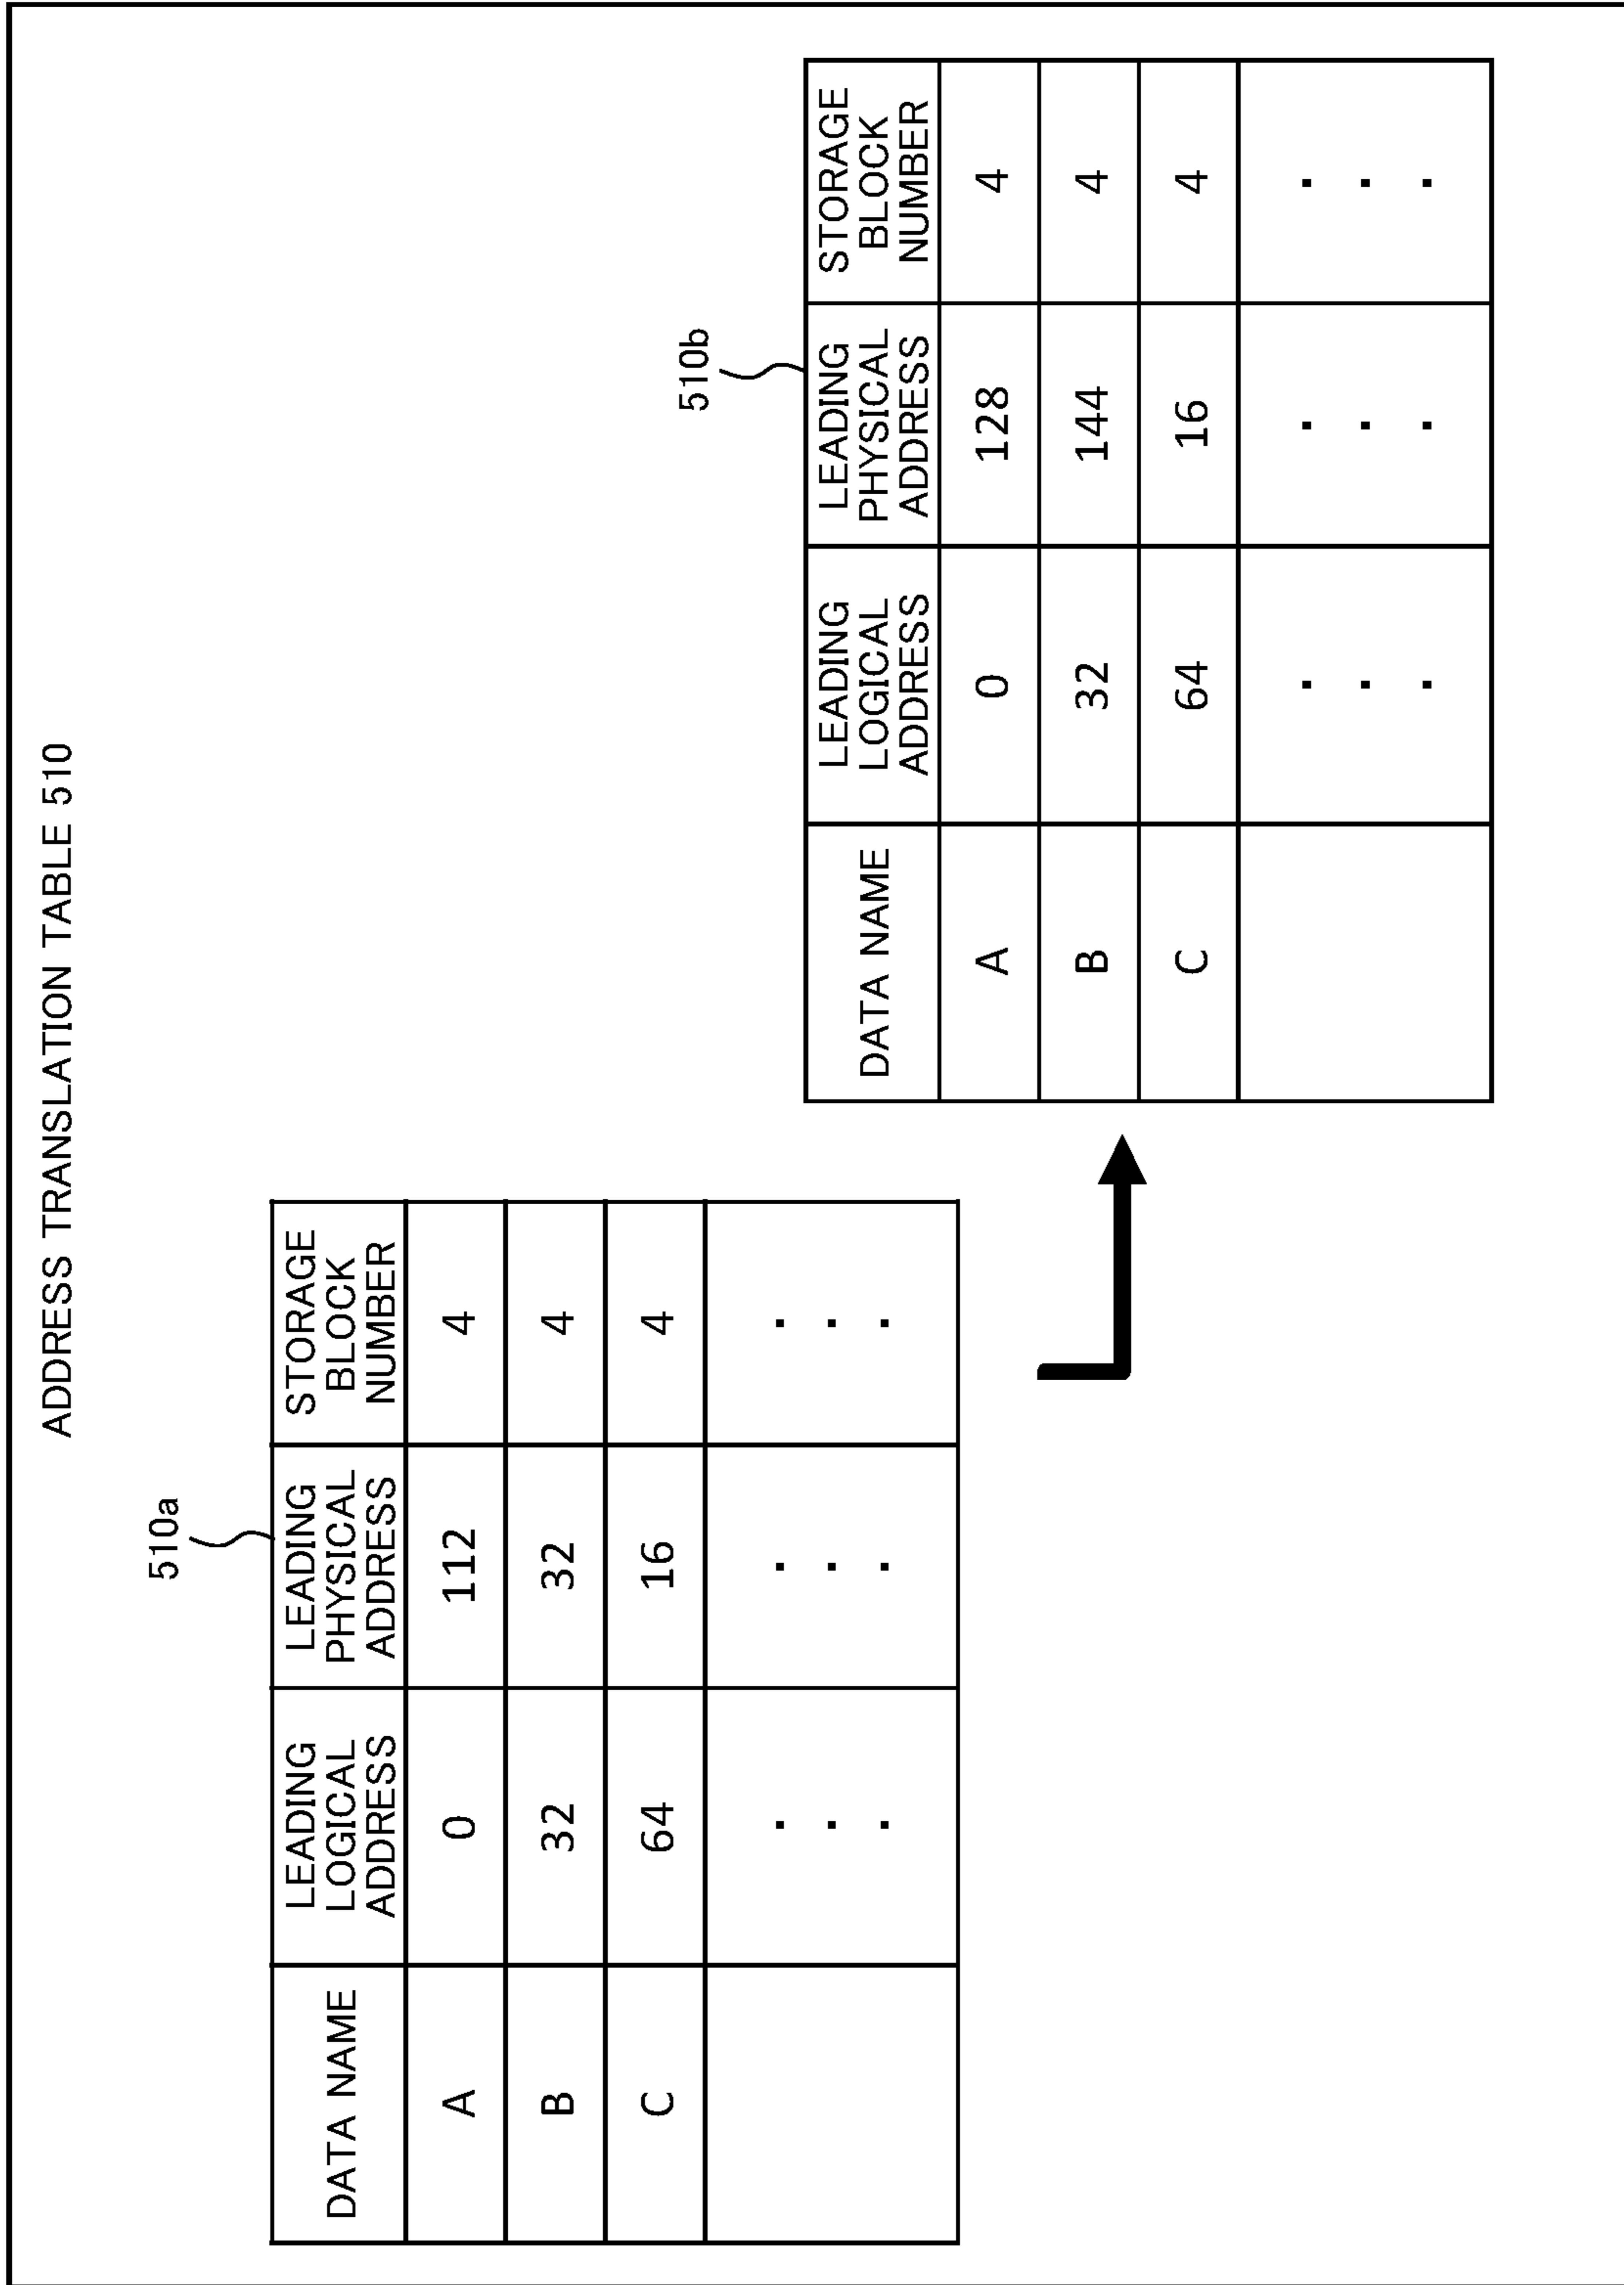 ADDRESS TRANSLATION TABLE 510
510a
DATA NAME
LEADING
LOGICAL
ADDRESS
LEADING
PHYSICAL
ADDRESS
STORAGE
BLOCK
NUMBER
A 0 112 4
B 32 32 4
C 64 16 4
. . .
. . .
. . .
510b
DATA NAME
LEADING
LOGICAL
ADDRESS
LEADING
PHYSICAL
ADDRESS
STORAGE
BLOCK
NUMBER
A 0 128 4
B 32 144 4
C 64 16 4
. . .
. . .
. . .